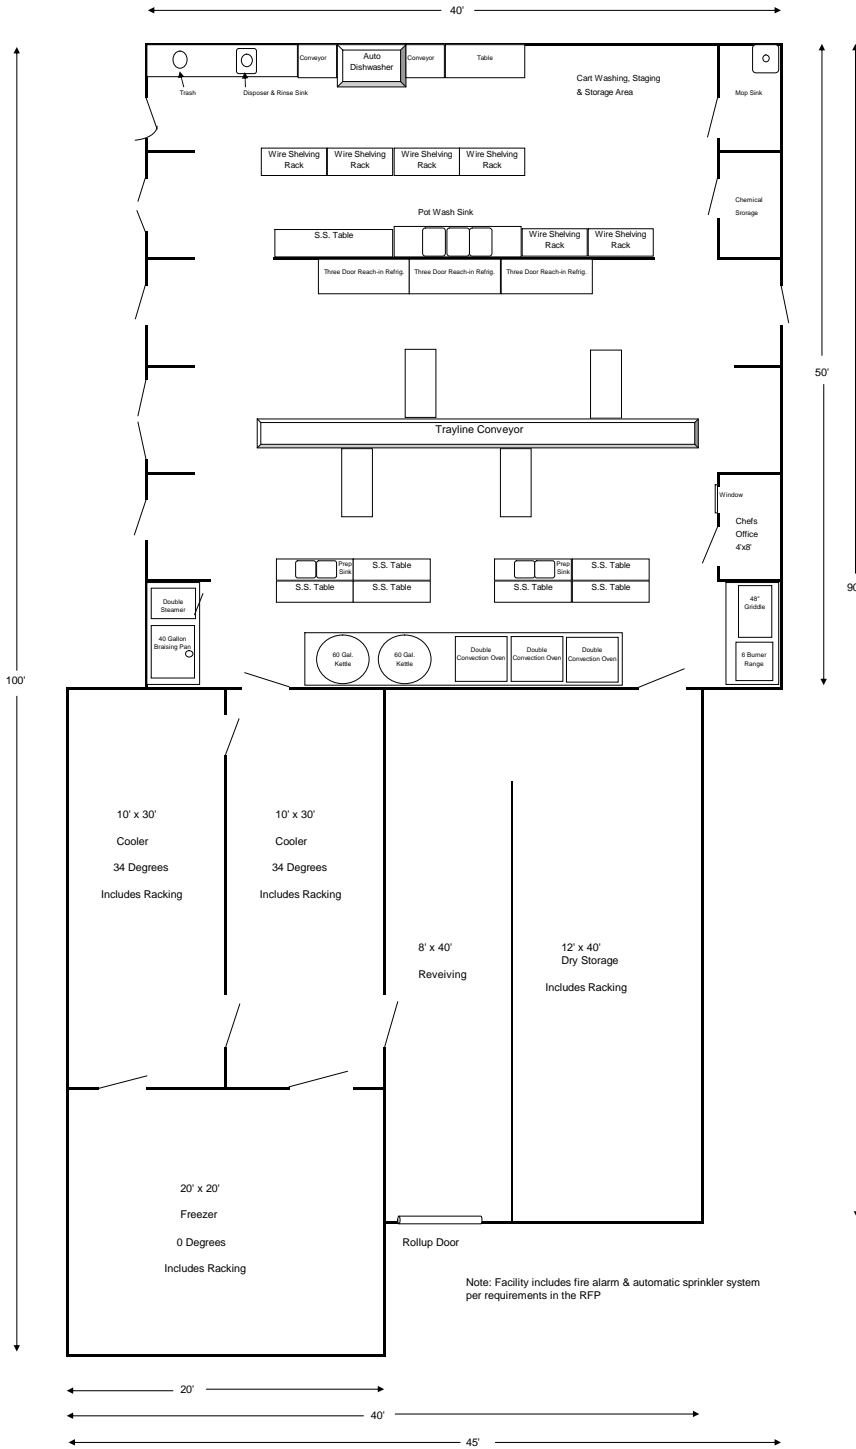 40'
Conveyor
Auto
Dishwasher
Conveyor
Table
Trash
Disposer & Rinse Sink
Cart Washing, Staging
& Storage Area
Mop Sink
Wire Shelving
Rack
Wire Shelving
Rack
Wire Shelving
Rack
Wire Shelving
Rack
Chemical
Srorage
Pot Wash Sink
S.S. Table
Wire Shelving
Rack
Wire Shelving
Rack
Three Door Reach-in Refrig.
Three Door Reach-in Refrig.
Three Door Reach-in Refrig.
50'
Trayline Conveyor
Window
Chefs
Office
4'x8'
Prep
Sink
S.S. Table
S.S. Table
S.S. Table
Prep
Sink
S.S. Table
S.S. Table
S.S. Table
90'
Double
Steamer
40 Gallon
Braising Pan
60 Gal.
Kettle
60 Gal.
Kettle
Double
Convection Oven
Double
Convection Oven
Double
Convection Oven
48"
Griddle
6 Burner
Range
100'
10' x 30'
Cooler
34 Degrees
Includes Racking
10' x 30'
Cooler
34 Degrees
Includes Racking
8' x 40'
Reveiving
12' x 40'
Dry Storage
Includes Racking
20' x 20'
Freezer
0 Degrees
Includes Racking
Rollup Door
Note: Facility includes fire alarm & automatic sprinkler system
per requirements in the RFP
20'
40'
45'